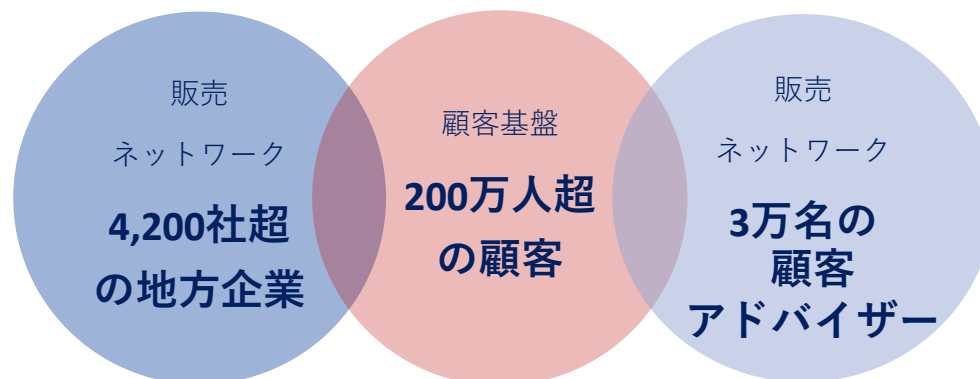 販売
ネットワーク
4,200社超
の地方企業
顧客基盤
200万人超
の顧客
販売
ネットワーク
3万名の
顧客
アドバイザー